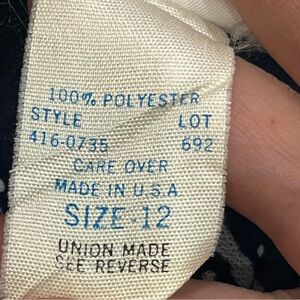 100% POLYESTER
STYLE LOT
416-0735 692
CARE OVER
MADE IN U.S.A
SIZE-12
UNION MADE
SEE REVERSE